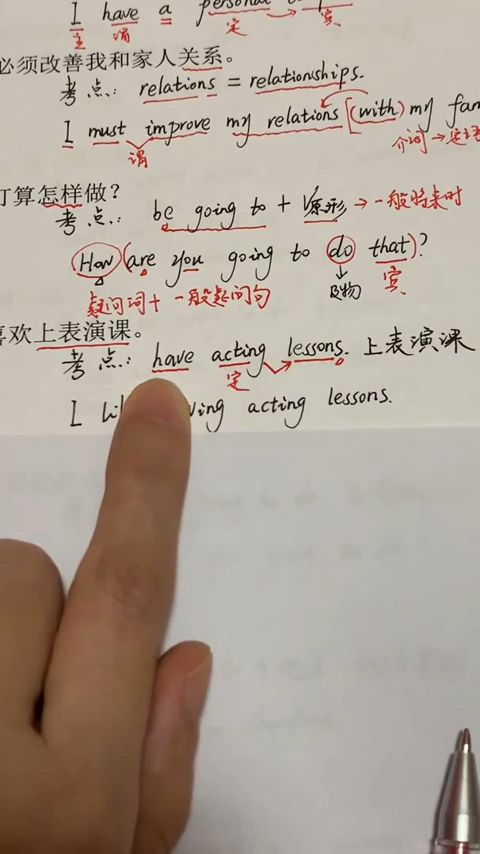 I have a personal
主 谓 定 宾
必须改善我和家人关系。
考点: relations = relationships.
I must improve my relations (with) my fam
谓 介词→定语
打算怎样做?
考点: be going to + V原形 → 一般将来时
How (are you going to do that)?
疑问词+一般疑问句 及物 宾
喜欢上表演课。
考点: have acting lessons. 上表演课
定
I acting lessons.